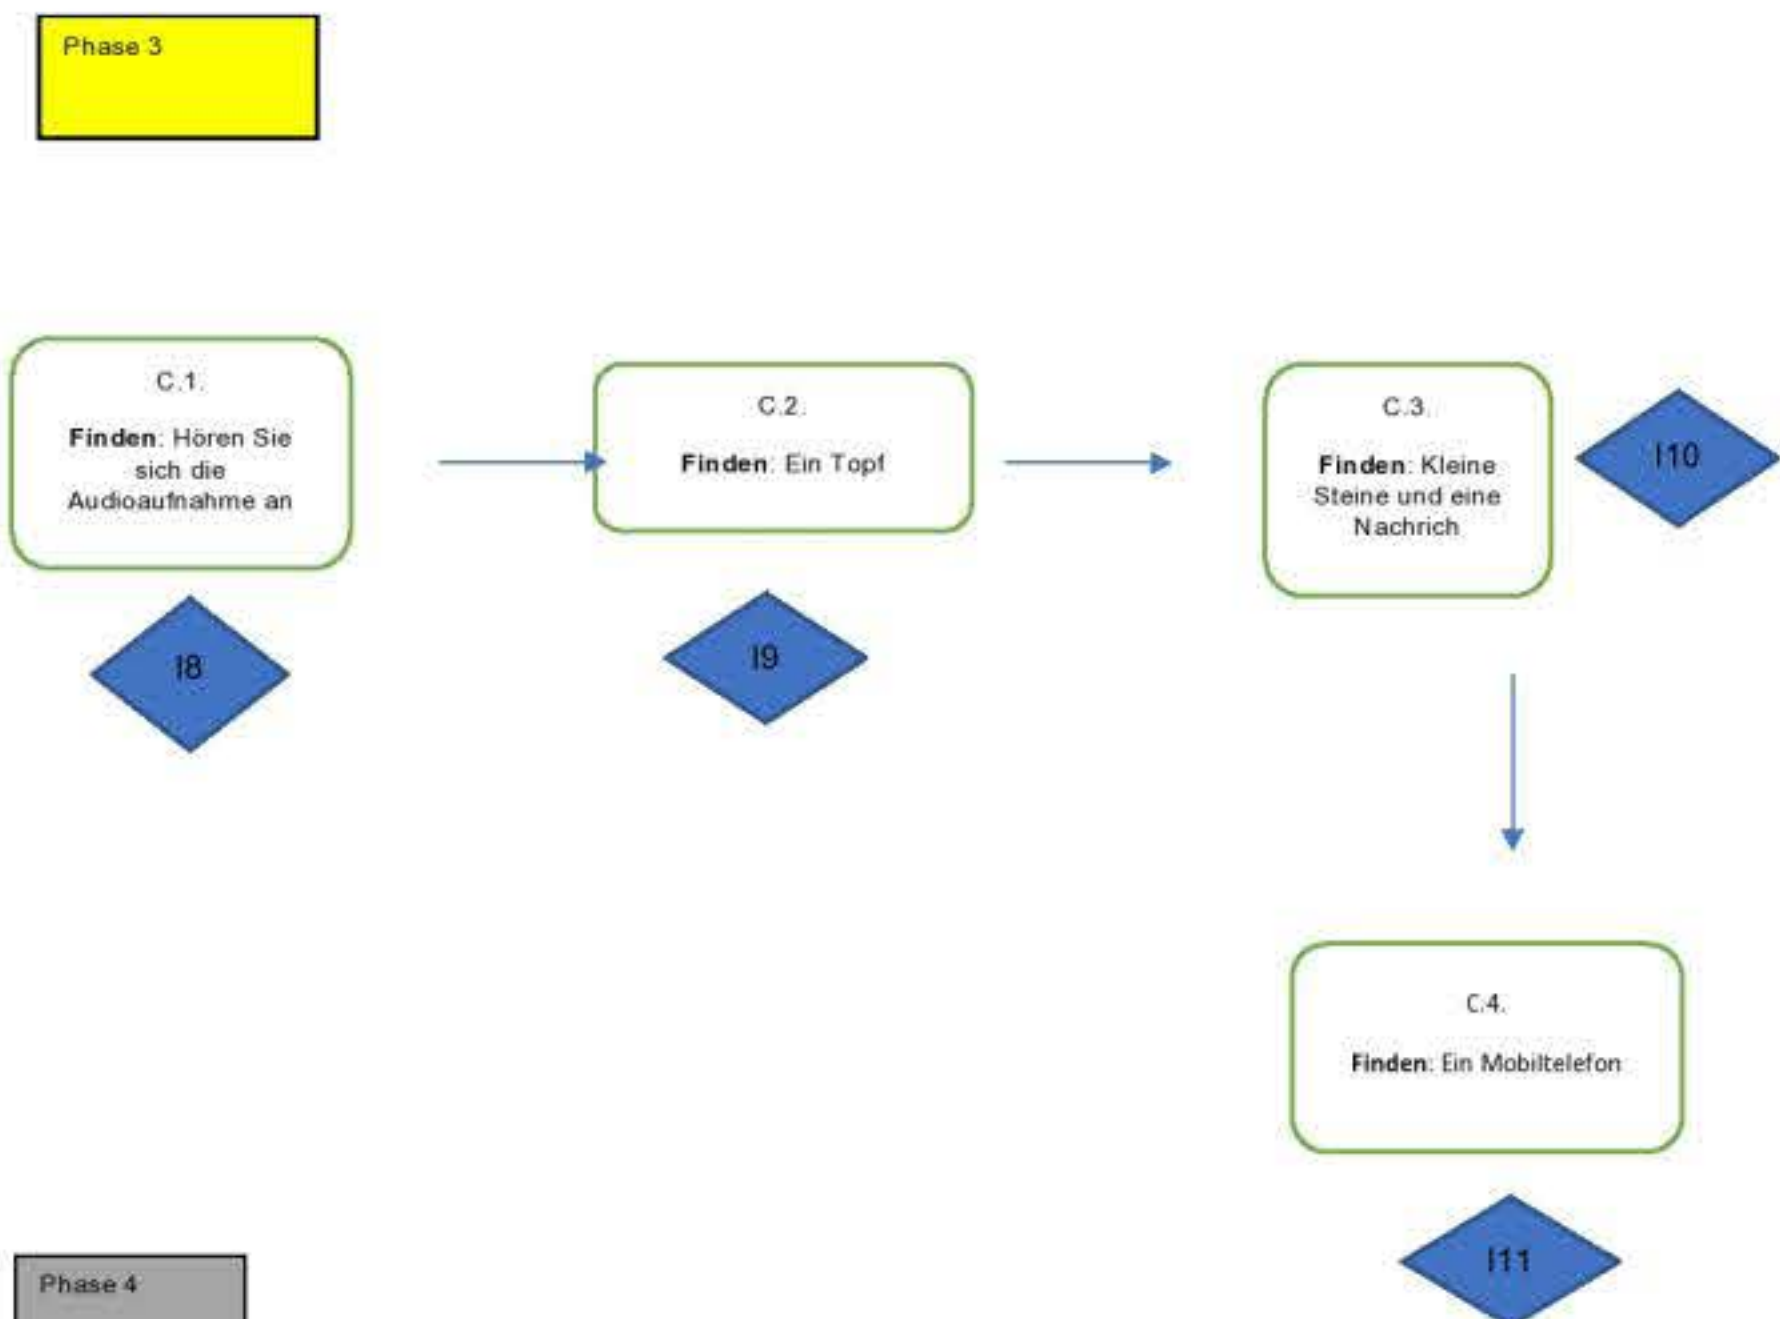 Phase 3
C.1.
Finden: Hören Sie
sich die
Audioaufnahme an
I8
C.2.
Finden: Ein Topf
I9
C.3.
Finden: Kleine
Steine und eine
Nachrich
I10
C.4.
Finden: Ein Mobiltelefon
I11
Phase 4